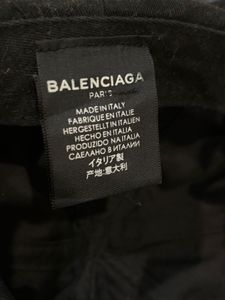 BALENCIAGA
PARIS
MADE IN ITALY
FABRIQUE EN ITALIE
HERGESTELLT IN ITALIEN
HECHO EN ITALIA
PRODUZIDO NA ITALIA
СДЕЛАНО В ИТАЛИИ
イタリア製
产地:意大利